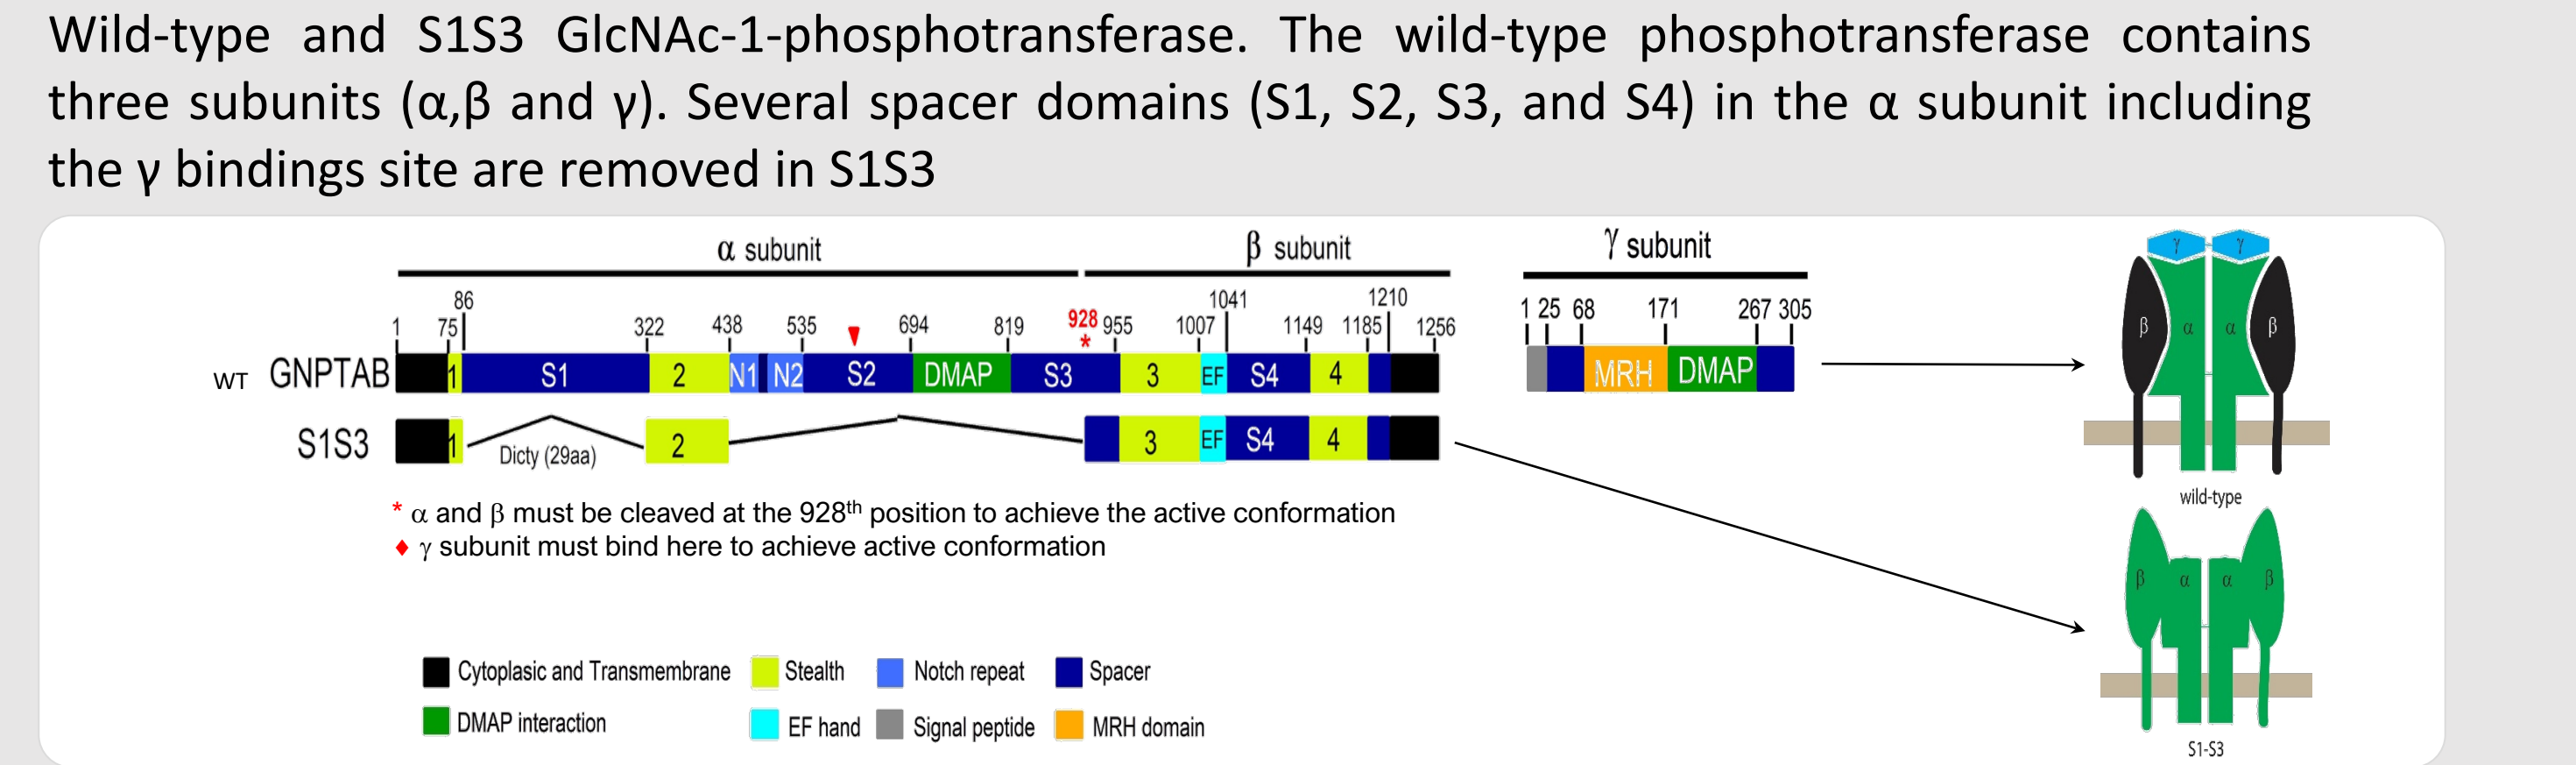 Wild-type and S1S3 GlcNAc-1-phosphotransferase. The wild-type phosphotransferase contains
three subunits (α,β and γ). Several spacer domains (S1, S2, S3, and S4) in the α subunit including
the γ bindings site are removed in S1S3
α subunit
β subunit
γ subunit
86
1041
1210
1 75 322 438 535 694 819 928 955 1007 1149 1185 1256
*
1 25 68 171 267 305
WT GNPTAB 1 S1 2 N1 N2 S2 DMAP S3 3 EF S4 4
MRH DMAP
S1S3 1 Dicty (29aa) 2 3 EF S4 4
* α and β must be cleaved at the 928th position to achieve the active conformation
♦ γ subunit must bind here to achieve active conformation
Cytoplasic and Transmembrane Stealth Notch repeat Spacer
DMAP interaction EF hand Signal peptide MRH domain
γ γ
β α α β
wild-type
β α α β
S1-S3